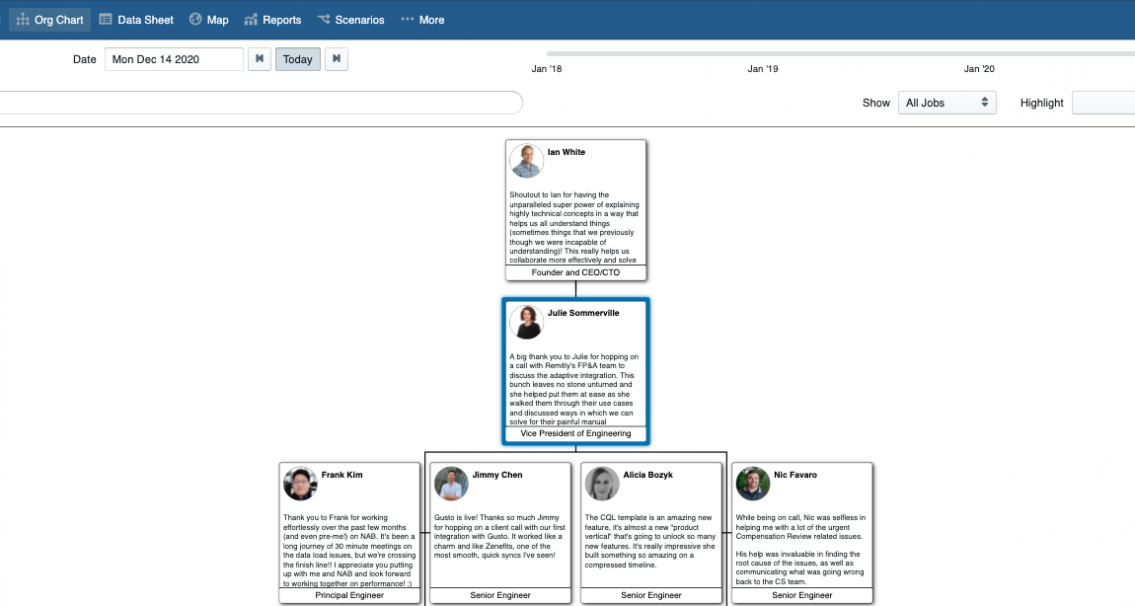 Org Chart Data Sheet Map Reports Scenarios ••• More
Date Mon Dec 14 2020 Today
Jan '18 Jan '19 Jan '20
Show All Jobs Highlight
Ian White
Shoutout to Ian for having the
unparalleled super power of explaining
highly technical concepts in a way that
helps us all understand things
(sometimes things that we previously
though we were incapable of
understanding)! This really helps us
collaborate more effectively and solve
Founder and CEO/CTO
Julie Sommerville
A big thank you to Julie for hopping on
a call with Remitly's FP&A team to
discuss the adaptive integration. This
bunch leaves no stone unturned and
she helped put them at ease as she
walked them through their use cases
and discussed ways in which we can
solve for their painful manual
Vice President of Engineering
Frank Kim
Thank you to Frank for working
effortlessly over the past few months
(and even pre-me!) on NAB. It's been a
long journey of 30 minute meetings on
the data load issues, but we're crossing
the finish line!! I appreciate you putting
up with me and NAB and look forward
to working together on performance! :)
Principal Engineer
Jimmy Chen
Gusto is live! Thanks so much Jimmy
for hopping on a client call with our first
integration with Gusto. It worked like a
charm and like Zenefits, one of the
most smooth, quick syncs I've seen!
Senior Engineer
Alicia Bozyk
The CQL template is an amazing new
feature, it's almost a new "product
vertical" that's going to unlock so many
new features. It's really impressive she
built something so amazing on a
compressed timeline.
Senior Engineer
Nic Favaro
While being on call, Nic was selfless in
helping me with a lot of the urgent
Compensation Review related issues.
His help was invaluable in finding the
root cause of the issues, as well as
communicating what was going wrong
back to the CS team.
Senior Engineer